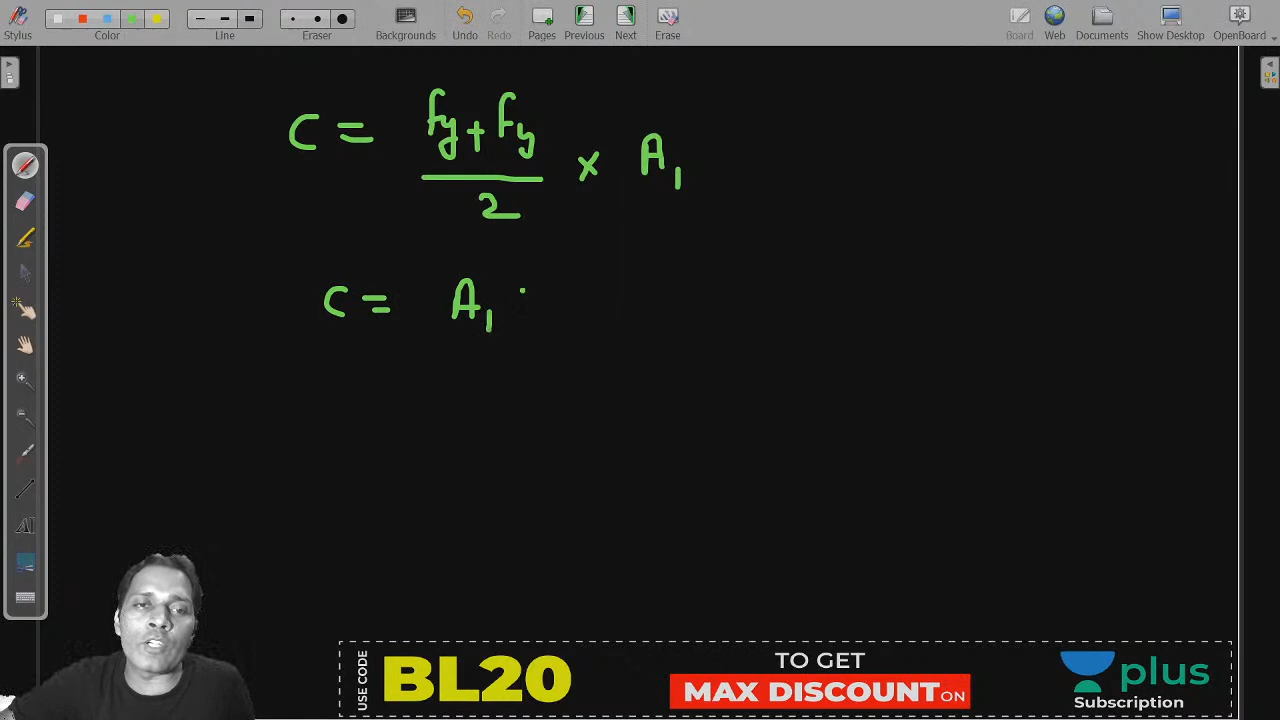 Stylus Color Line Eraser Backgrounds Undo Redo Pages Previous Next Erase Board Web Documents Show Desktop OpenBoard
C = (fy + fy)/2 × A₁
C = A₁
USE CODE
BL20
TO GET
MAX DISCOUNT ON
plus
Subscription